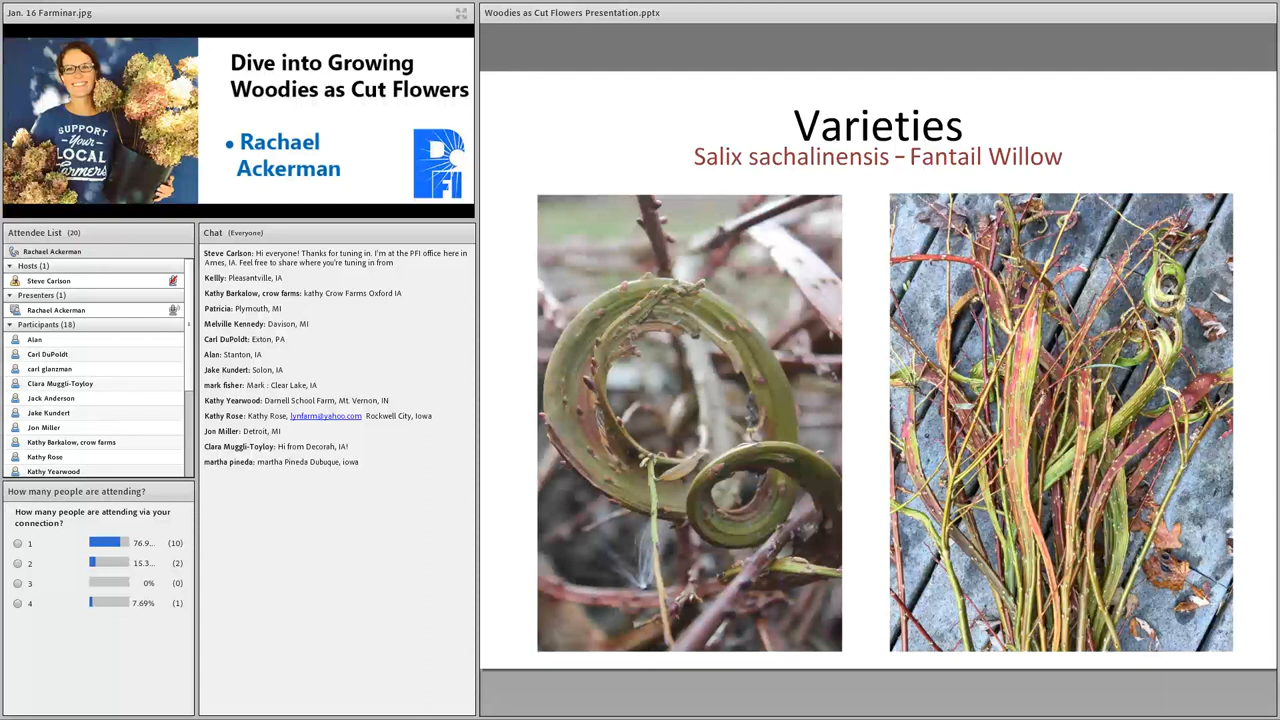 Jan. 16 Farminar.jpg
Dive into Growing
Woodies as Cut Flowers
• Rachael
Ackerman
SUPPORT
Your
LOCAL
Farmers
PFI
Attendee List (20)
Rachael Ackerman
Hosts (1)
Steve Carlson
Presenters (1)
Rachael Ackerman
Participants (18)
Alan
Carl DuPoldt
carl glanzman
Clara Muggli-Toyloy
Jack Anderson
Jake Kundert
Jon Miller
Kathy Barkalow, crow farms
Kathy Rose
Kathy Yearwood
Chat (Everyone)
Steve Carlson: Hi everyone! Thanks for tuning in. I'm at the PFI office here in
Ames, IA. Feel free to share where you're tuning in from
Kellly: Pleasantville, IA
Kathy Barkalow, crow farms: kathy Crow Farms Oxford IA
Patricia: Plymouth, MI
Melville Kennedy: Davison, MI
Carl DuPoldt: Exton, PA
Alan: Stanton, IA
Jake Kundert: Solon, IA
mark fisher: Mark : Clear Lake, IA
Kathy Yearwood: Darnell School Farm, Mt. Vernon, IN
Kathy Rose: Kathy Rose, lynfarm@yahoo.com Rockwell City, Iowa
Jon Miller: Detroit, MI
Clara Muggli-Toyloy: Hi from Decorah, IA!
martha pineda: martha Pineda Dubuque, iowa
How many people are attending?
How many people are attending via your
connection?
1 76.9... (10)
2 15.3... (2)
3 0% (0)
4 7.69% (1)
Woodies as Cut Flowers Presentation.pptx
Varieties
Salix sachalinensis – Fantail Willow